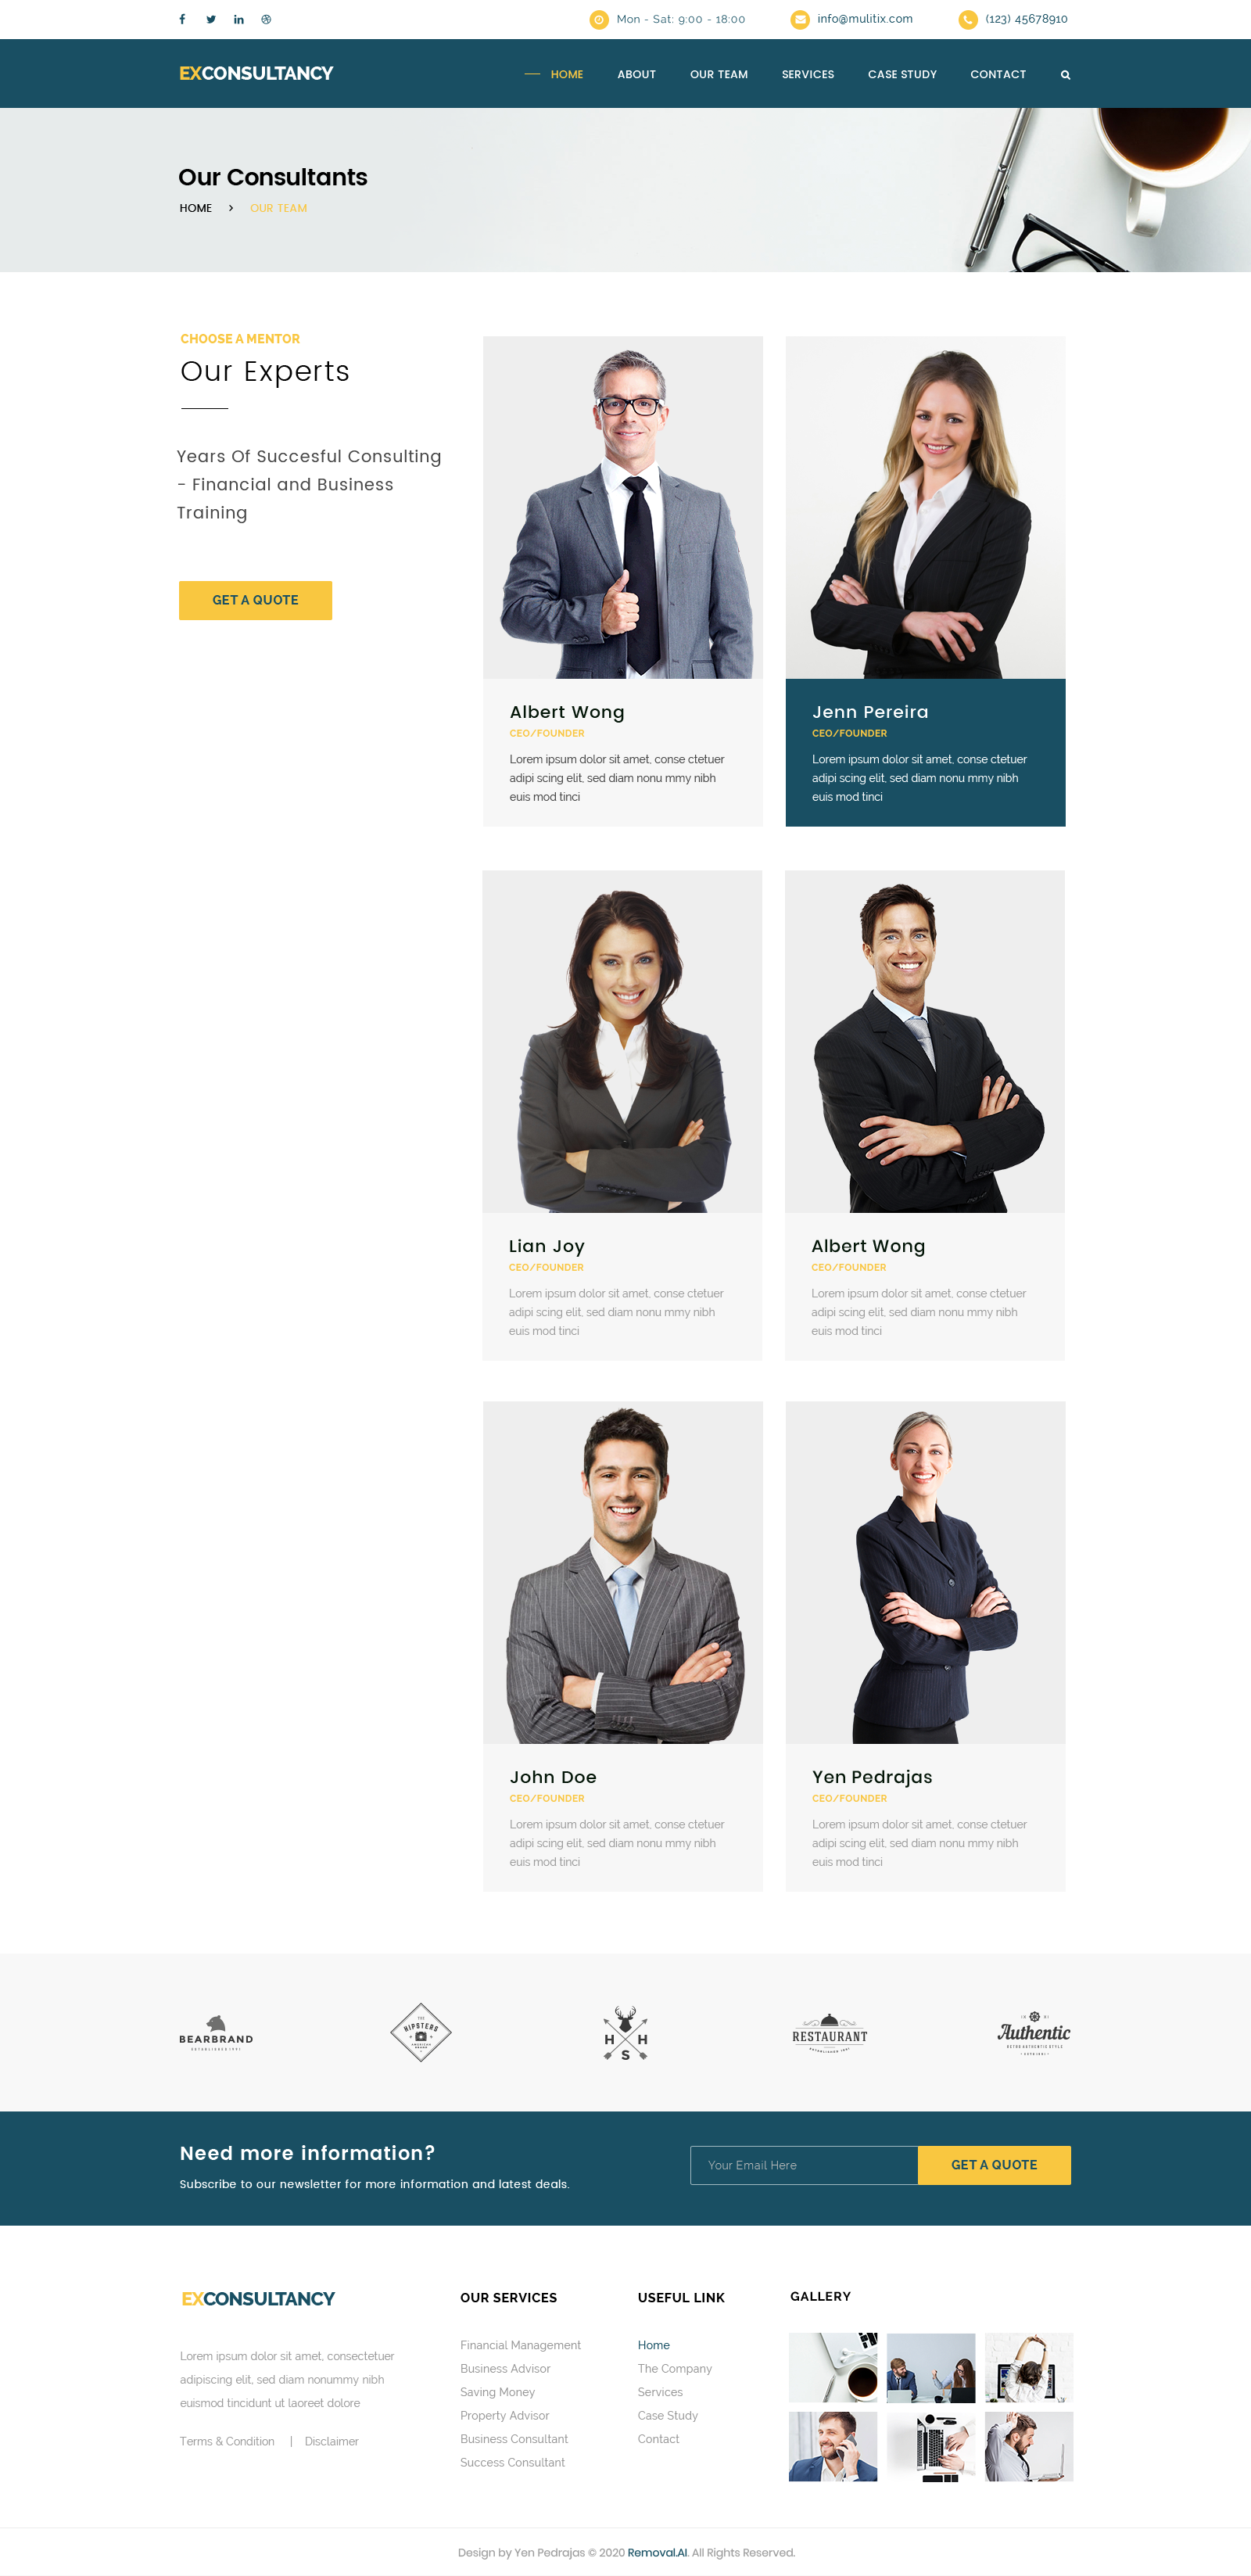 Mon - Sat: 9:00 - 18:00
info@mulitix.com
(123) 45678910
EXCONSULTANCY
HOME
ABOUT
OUR TEAM
SERVICES
CASE STUDY
CONTACT
Our Consultants
HOME > OUR TEAM
CHOOSE A MENTOR
Our Experts
Years Of Succesful Consulting
- Financial and Business
Training
GET A QUOTE
Albert Wong
CEO/FOUNDER
Lorem ipsum dolor sit amet, conse ctetuer
adipi scing elit, sed diam nonu mmy nibh
euis mod tinci
Jenn Pereira
CEO/FOUNDER
Lorem ipsum dolor sit amet, conse ctetuer
adipi scing elit, sed diam nonu mmy nibh
euis mod tinci
Lian Joy
CEO/FOUNDER
Lorem ipsum dolor sit amet, conse ctetuer
adipi scing elit, sed diam nonu mmy nibh
euis mod tinci
Albert Wong
CEO/FOUNDER
Lorem ipsum dolor sit amet, conse ctetuer
adipi scing elit, sed diam nonu mmy nibh
euis mod tinci
John Doe
CEO/FOUNDER
Lorem ipsum dolor sit amet, conse ctetuer
adipi scing elit, sed diam nonu mmy nibh
euis mod tinci
Yen Pedrajas
CEO/FOUNDER
Lorem ipsum dolor sit amet, conse ctetuer
adipi scing elit, sed diam nonu mmy nibh
euis mod tinci
BEARBRAND
ESTABLISHED 1991
THE
HIPSTERS
H H
S
RESTAURANT
ESTABLISHED 1991
Authentic
RETRO AUTHENTIC STYLE
Need more information?
Subscribe to our newsletter for more information and latest deals.
Your Email Here
GET A QUOTE
EXCONSULTANCY
Lorem ipsum dolor sit amet, consectetuer
adipiscing elit, sed diam nonummy nibh
euismod tincidunt ut laoreet dolore
Terms & Condition | Disclaimer
OUR SERVICES
Financial Management
Business Advisor
Saving Money
Property Advisor
Business Consultant
Success Consultant
USEFUL LINK
Home
The Company
Services
Case Study
Contact
GALLERY
Design by Yen Pedrajas © 2020 Removal.AI. All Rights Reserved.